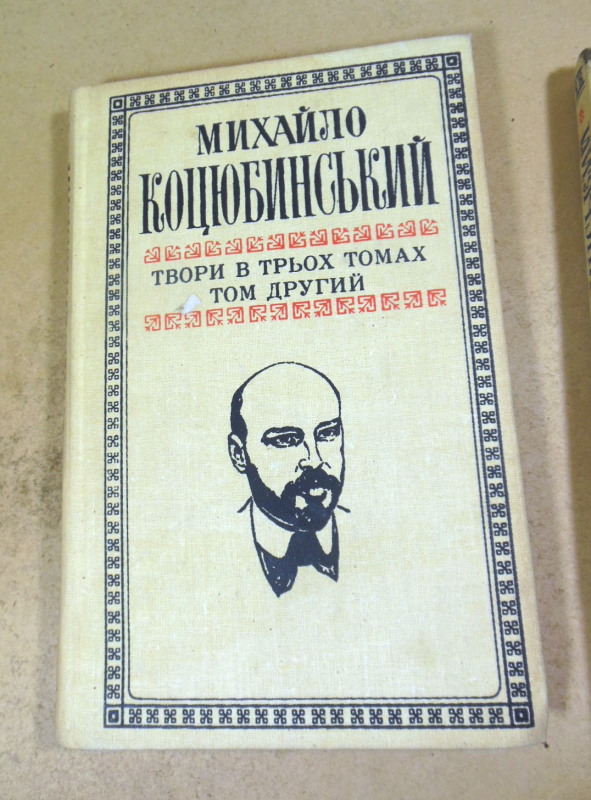 МИХАЙЛО
КОЦЮБИНСЬКИЙ
ТВОРИ В ТРЬОХ ТОМАХ
ТОМ ДРУГИЙ